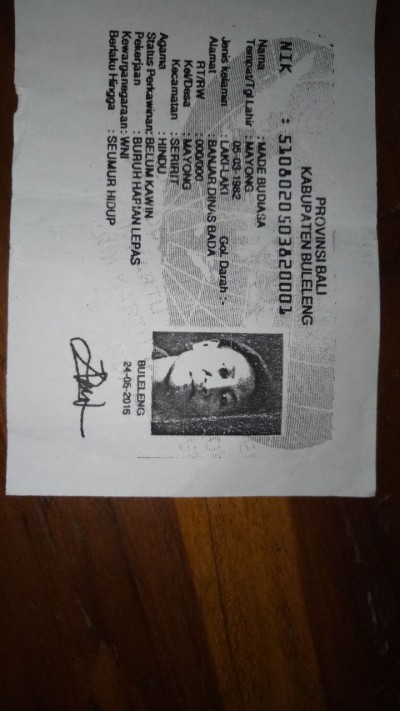 PROVINSI BALI
KABUPATEN BULELENG
NIK : 5108020503820001
Nama : MADE BUDIASA
Tempat/Tgl Lahir : MAYONG
05-03-1982
Jenis kelamin : LAKI-LAKI Gol. Darah :-
Alamat : BANJAR DINAS BADA
RT/RW : 000/000
Kel/Desa : MAYONG
Kecamatan : SERIRIT
Agama : HINDU
Status Perkawinan: BELUM KAWIN
Pekerjaan : BURUH HARIAN LEPAS
Kewarganegaraan: WNI
Berlaku Hingga : SEUMUR HIDUP
BULELENG
24-05-2016